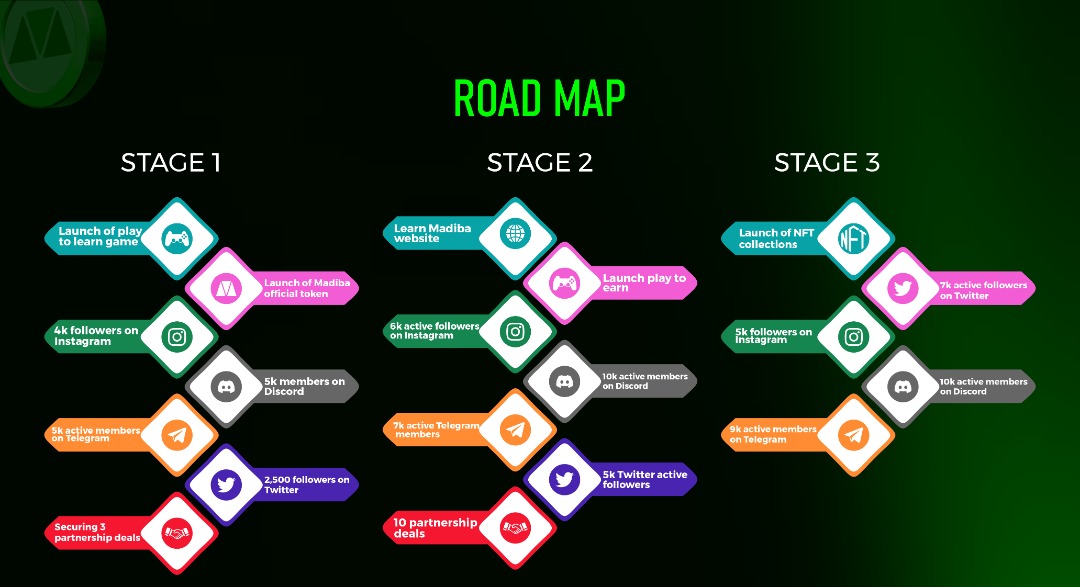 ROAD MAP
STAGE 1
Launch of play
to learn game
Launch of Madiba
official token
4k followers on
Instagram
5k members on
Discord
5k active members
on Telegram
2,500 followers on
Twitter
Securing 3
partnership deals
STAGE 2
Learn Madiba
website
Launch play to
earn
6k active followers
on Instagram
10k active members
on Discord
7k active Telegram
members
5k Twitter active
followers
10 partnership
deals
STAGE 3
Launch of NFT
collections
NFT
7k active followers
on Twitter
5k followers on
Instagram
10k active members
on Discord
9k active members
on Telegram